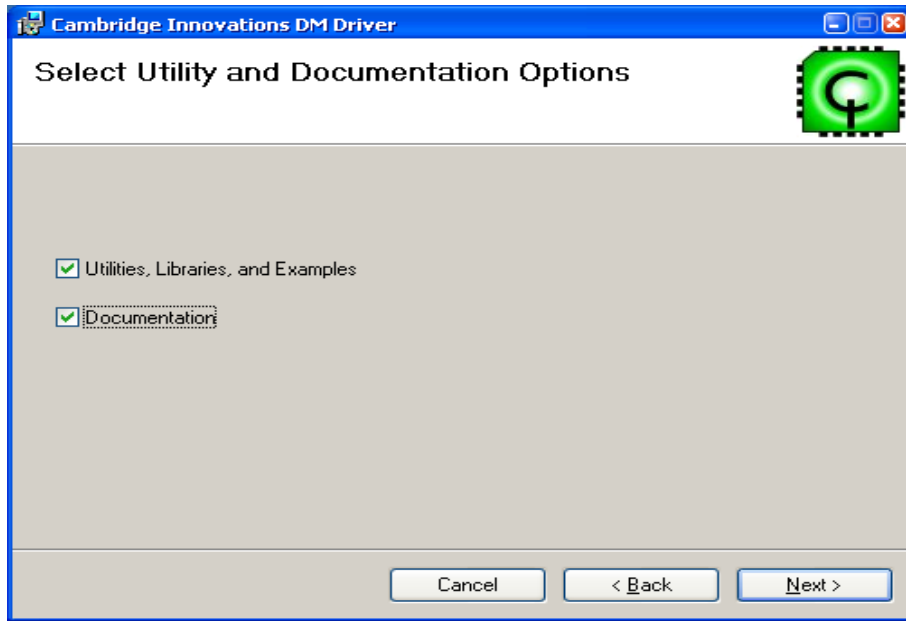 Cambridge Innovations DM Driver
Select Utility and Documentation Options
Utilities, Libraries, and Examples
Documentation
Cancel
< Back
Next >